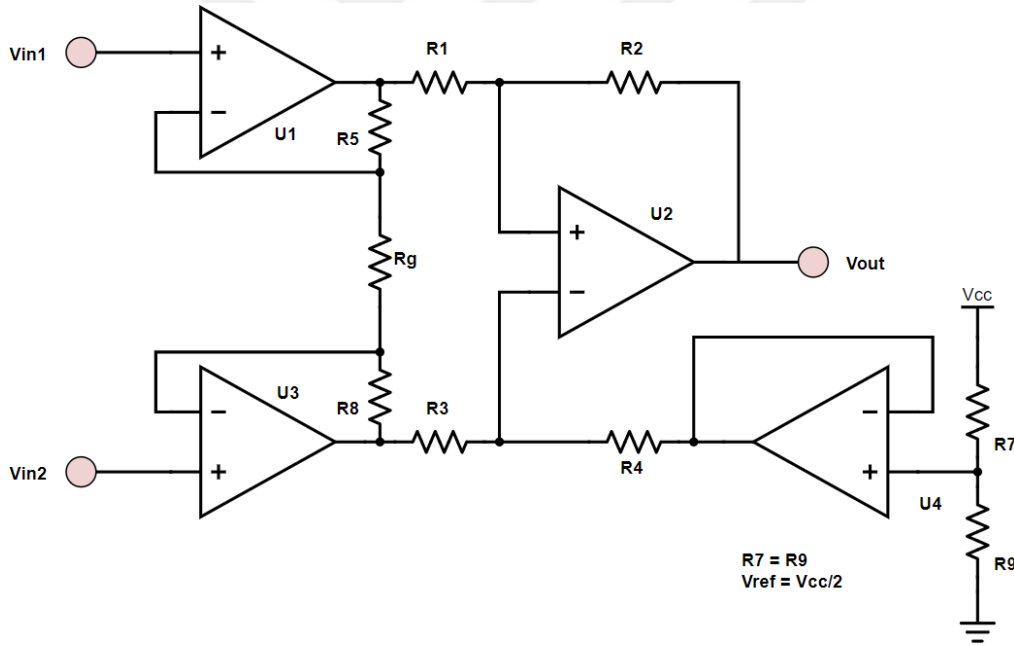 Vin1
+
−
U1
R1
R2
R5
Rg
+
−
U2
Vout
Vcc
−
+
U3
R8
R3
R4
−
+
U4
R7
R9
Vin2
R7 = R9
Vref = Vcc/2